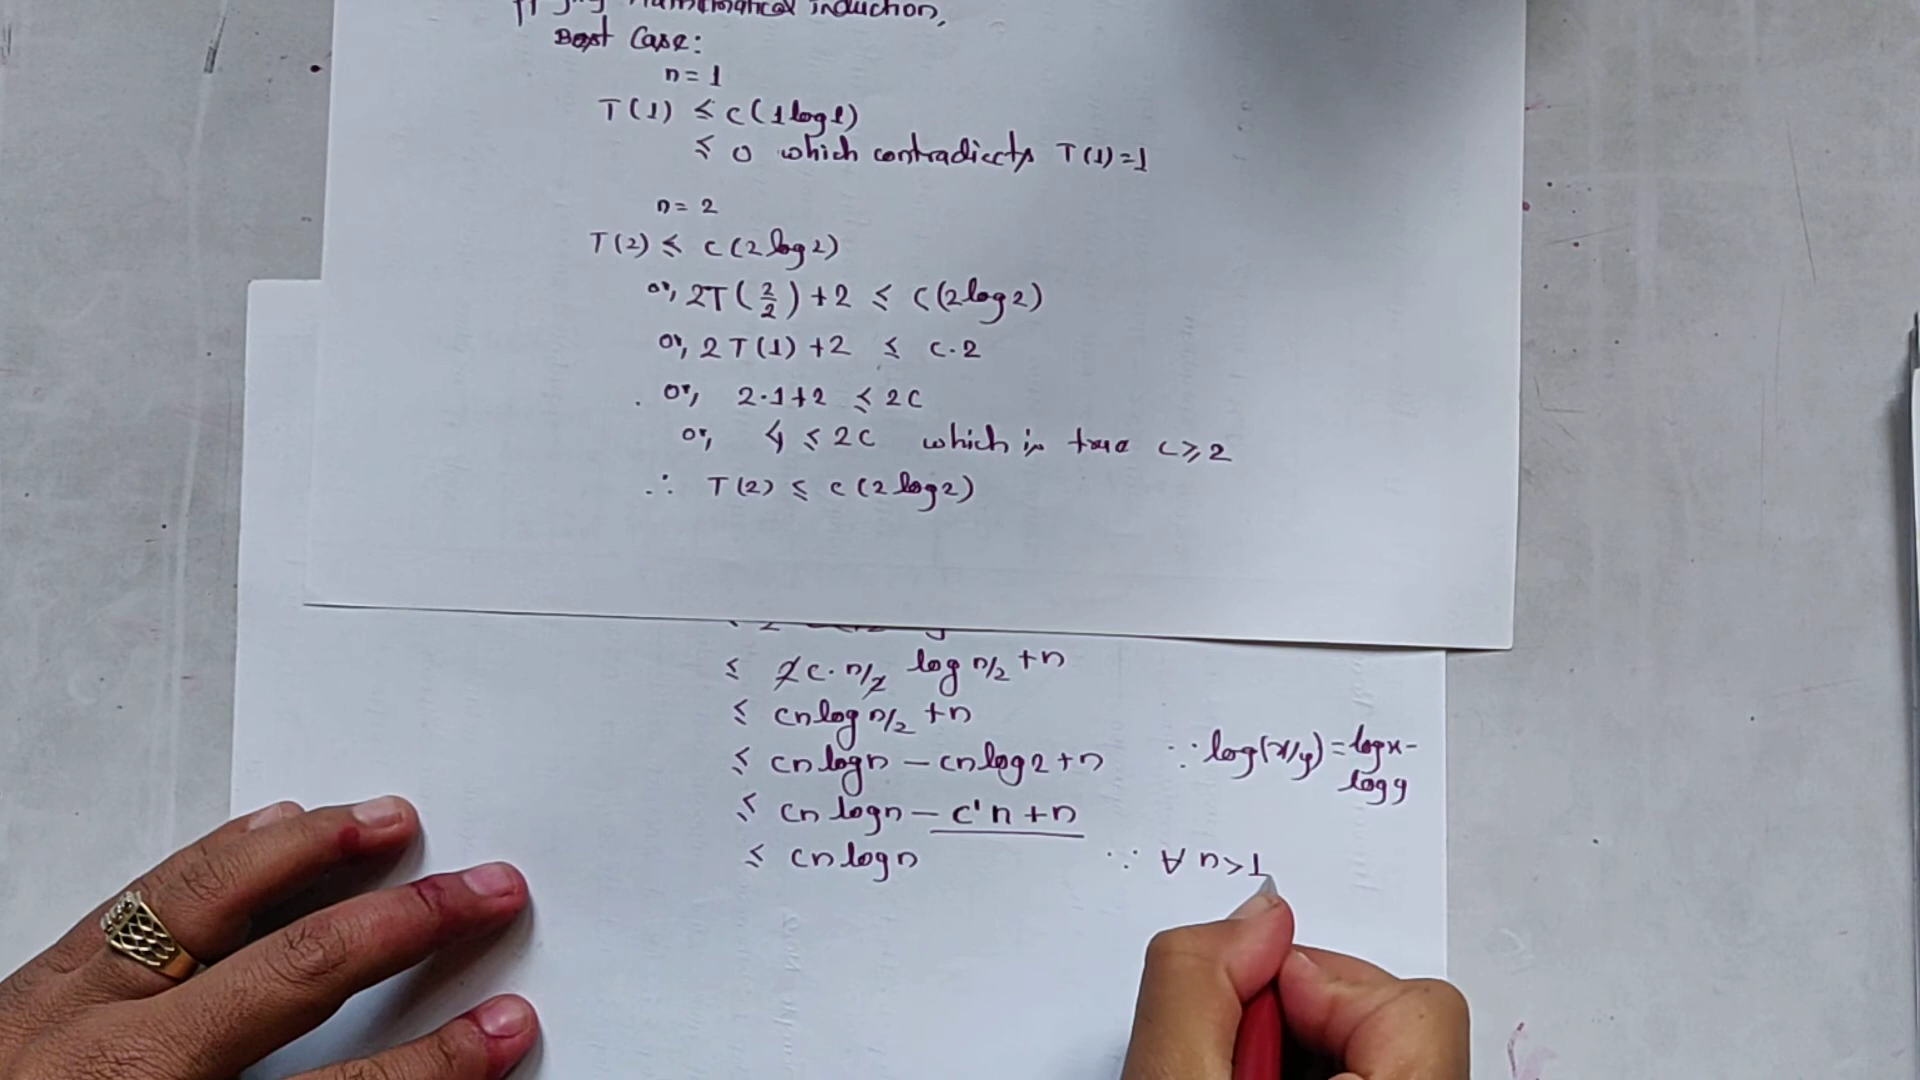 Mathematical induction,
Best Case:
n = 1
T(1) ≤ c(1 log 1)
≤ 0 which contradicts T(1) = 1
n = 2
T(2) ≤ c(2 log 2)
or, 2T(2/2) + 2 ≤ c(2 log 2)
or, 2T(1) + 2 ≤ c·2
or, 2·1+2 ≤ 2c
or, 4 ≤ 2c which is true c ≥ 2
∴ T(2) ≤ c(2 log 2)
≤ 2c·n/2 log n/2 + n
≤ cn log n/2 + n
≤ cn log n – cn log 2 + n ∵ log(x/y) = log x – log y
≤ cn log n – c'n + n
≤ cn log n ∵ ∀ n > 1